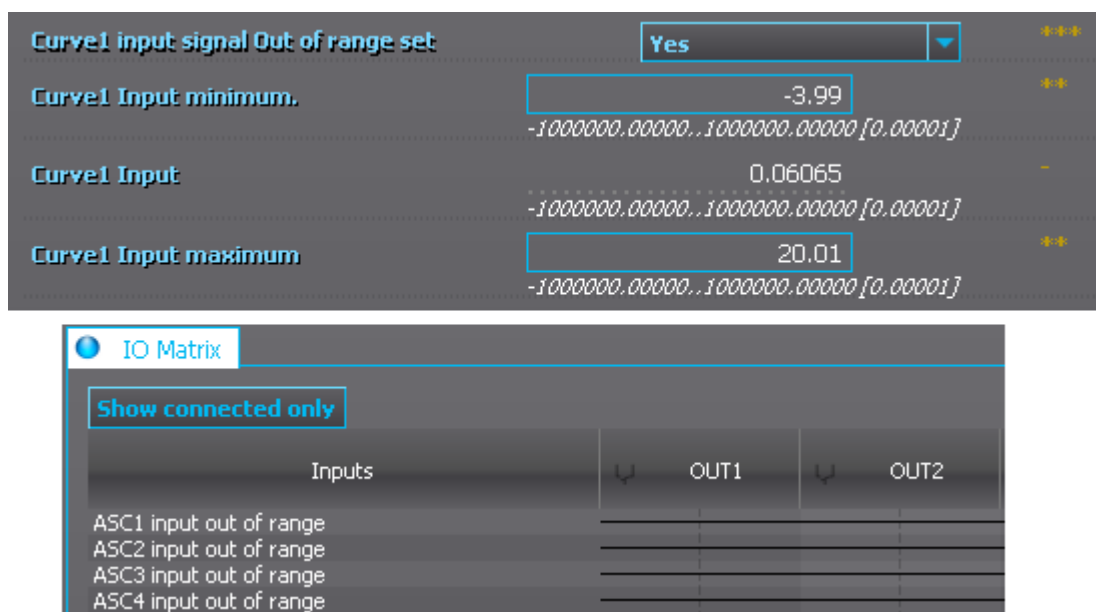 Curve1 input signal Out of range set Yes ***
Curve1 Input minimum. -3.99 **
-1000000.00000..1000000.00000 [0.00001]
Curve1 Input 0.06065 -
-1000000.00000..1000000.00000 [0.00001]
Curve1 Input maximum 20.01 **
-1000000.00000..1000000.00000 [0.00001]
IO Matrix
Show connected only
Inputs OUT1 OUT2
ASC1 input out of range
ASC2 input out of range
ASC3 input out of range
ASC4 input out of range